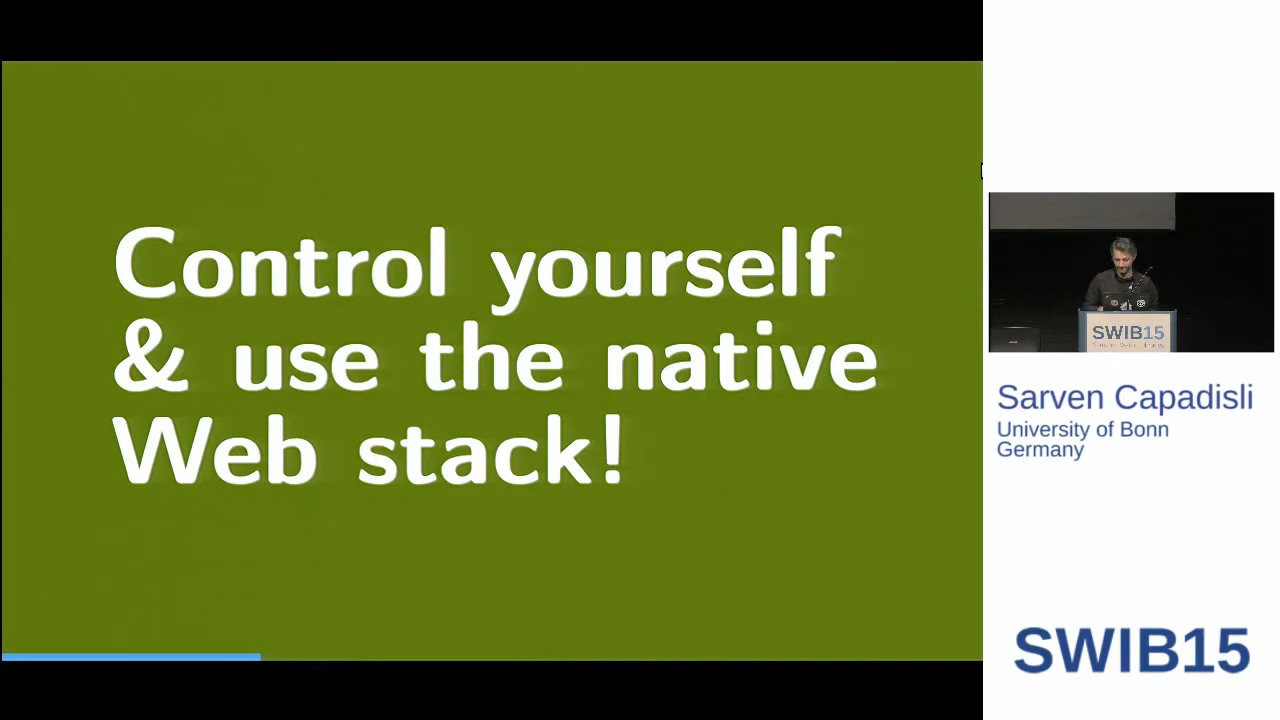 Control yourself
& use the native
Web stack!
SWIB15
Sarven Capadisli
University of Bonn
Germany
SWIB15